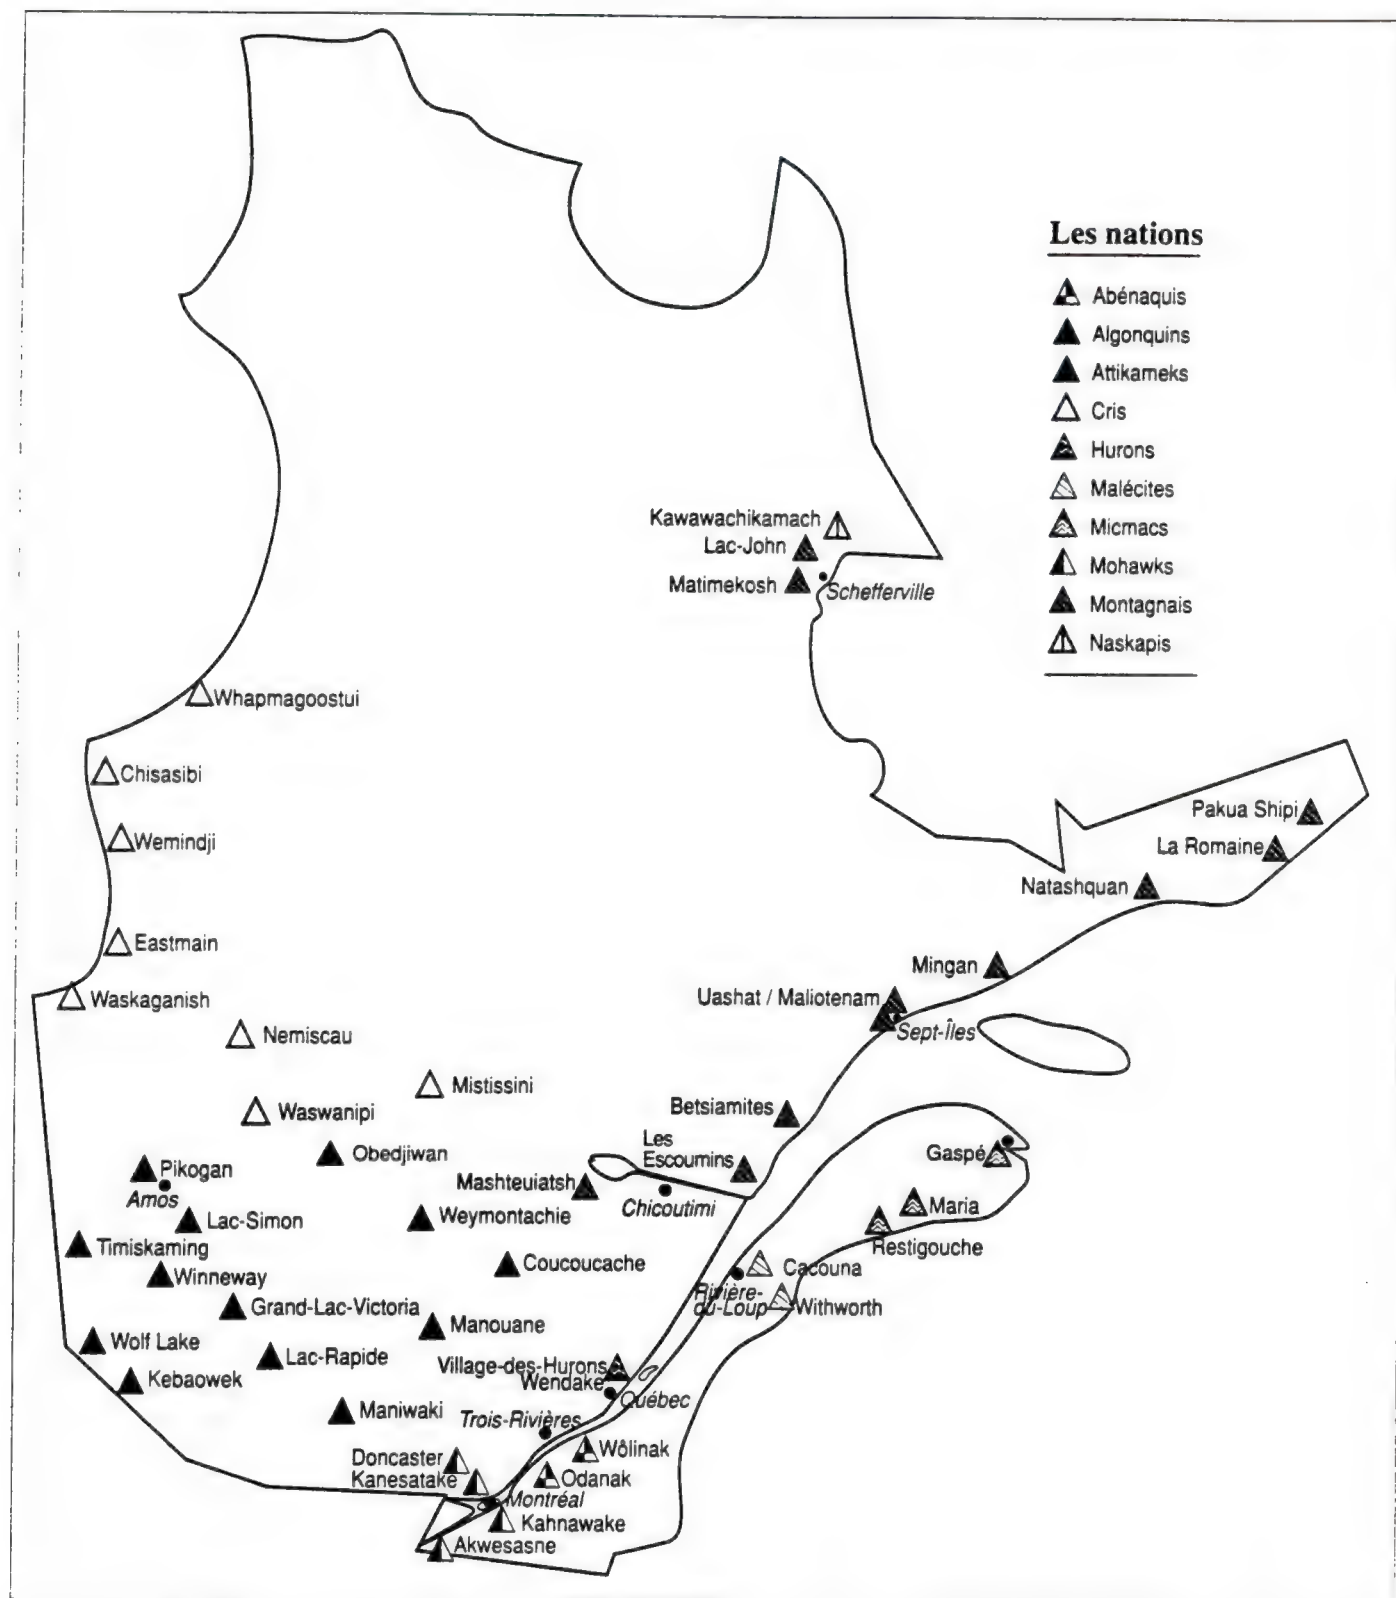 Les nations
Abénaquis
Algonquins
Attikameks
Cris
Hurons
Malécites
Micmacs
Mohawks
Montagnais
Naskapis
Kawawachikamach
Lac-John
Matimekosh
Schefferville
Whapmagoostui
Chisasibi
Wemindji
Eastmain
Waskaganish
Nemiscau
Mistissini
Waswanipi
Obedjiwan
Pikogan
Amos
Lac-Simon
Timiskaming
Winneway
Grand-Lac-Victoria
Wolf Lake
Kebaowek
Lac-Rapide
Maniwaki
Weymontachie
Coucoucache
Manouane
Mashteuiatsh
Chicoutimi
Les
Escoumins
Betsiamites
Uashat / Maliotenam
Sept-Îles
Mingan
Natashquan
La Romaine
Pakua Shipi
Gaspé
Maria
Restigouche
Cacouna
Rivière-
du-Loup
Withworth
Village-des-Hurons
Wendake
Québec
Trois-Rivières
Wôlinak
Odanak
Doncaster
Kanesatake
Montréal
Kahnawake
Akwesasne